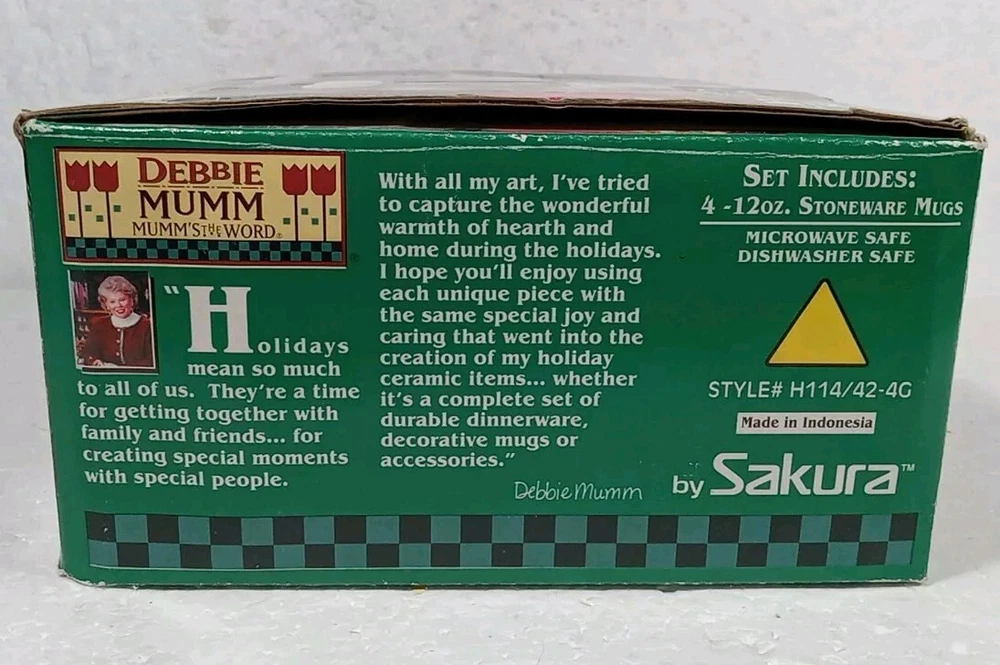 DEBBIE
MUMM
MUMM'S THE WORD®
"Holidays
mean so much
to all of us. They're a time
for getting together with
family and friends... for
creating special moments
with special people.
With all my art, I've tried
to capture the wonderful
warmth of hearth and
home during the holidays.
I hope you'll enjoy using
each unique piece with
the same special joy and
caring that went into the
creation of my holiday
ceramic items... whether
it's a complete set of
durable dinnerware,
decorative mugs or
accessories."
Debbie Mumm
SET INCLUDES:
4 -12OZ. STONEWARE MUGS
MICROWAVE SAFE
DISHWASHER SAFE
STYLE# H114/42-4G
Made in Indonesia
by Sakura™